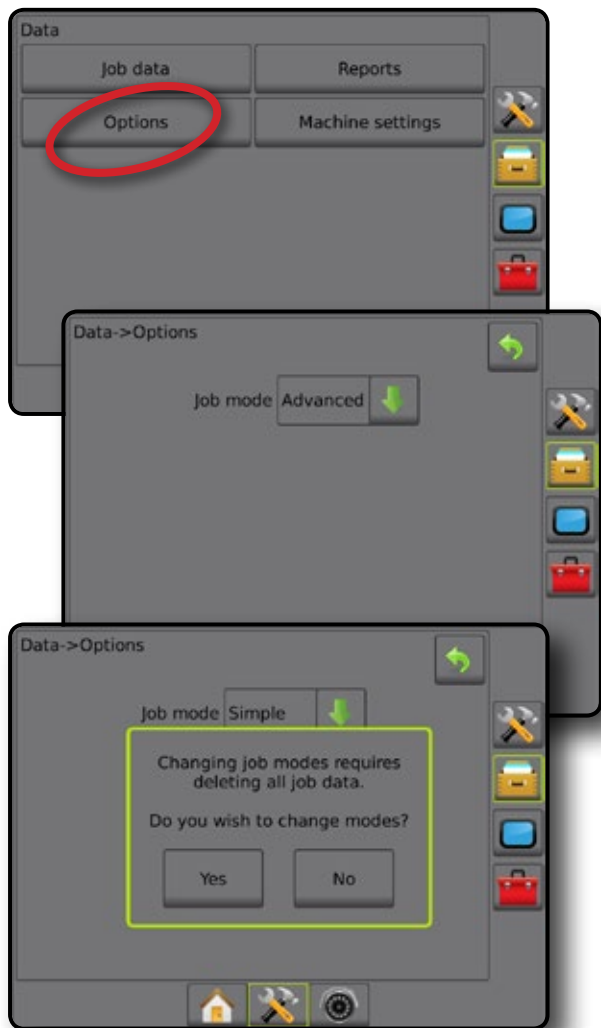 Data
Job data Reports
Options Machine settings
Data->Options
Job mode Advanced
Data->Options
Job mode Simple
Changing job modes requires
deleting all job data.
Do you wish to change modes?
Yes No